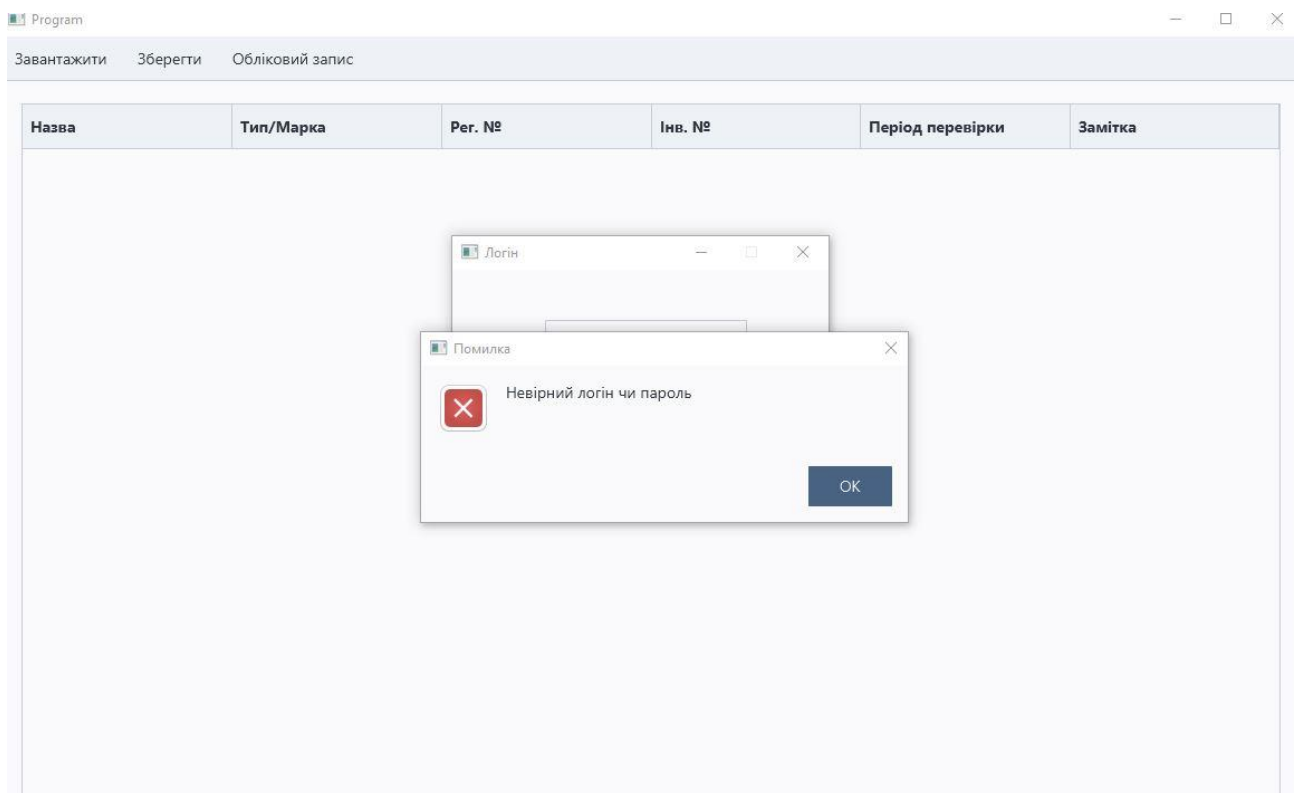 Program
Завантажити Зберегти Обліковий запис
Назва Тип/Марка Рег. № Інв. № Період перевірки Замітка
Логін
Помилка
Невірний логін чи пароль
OK